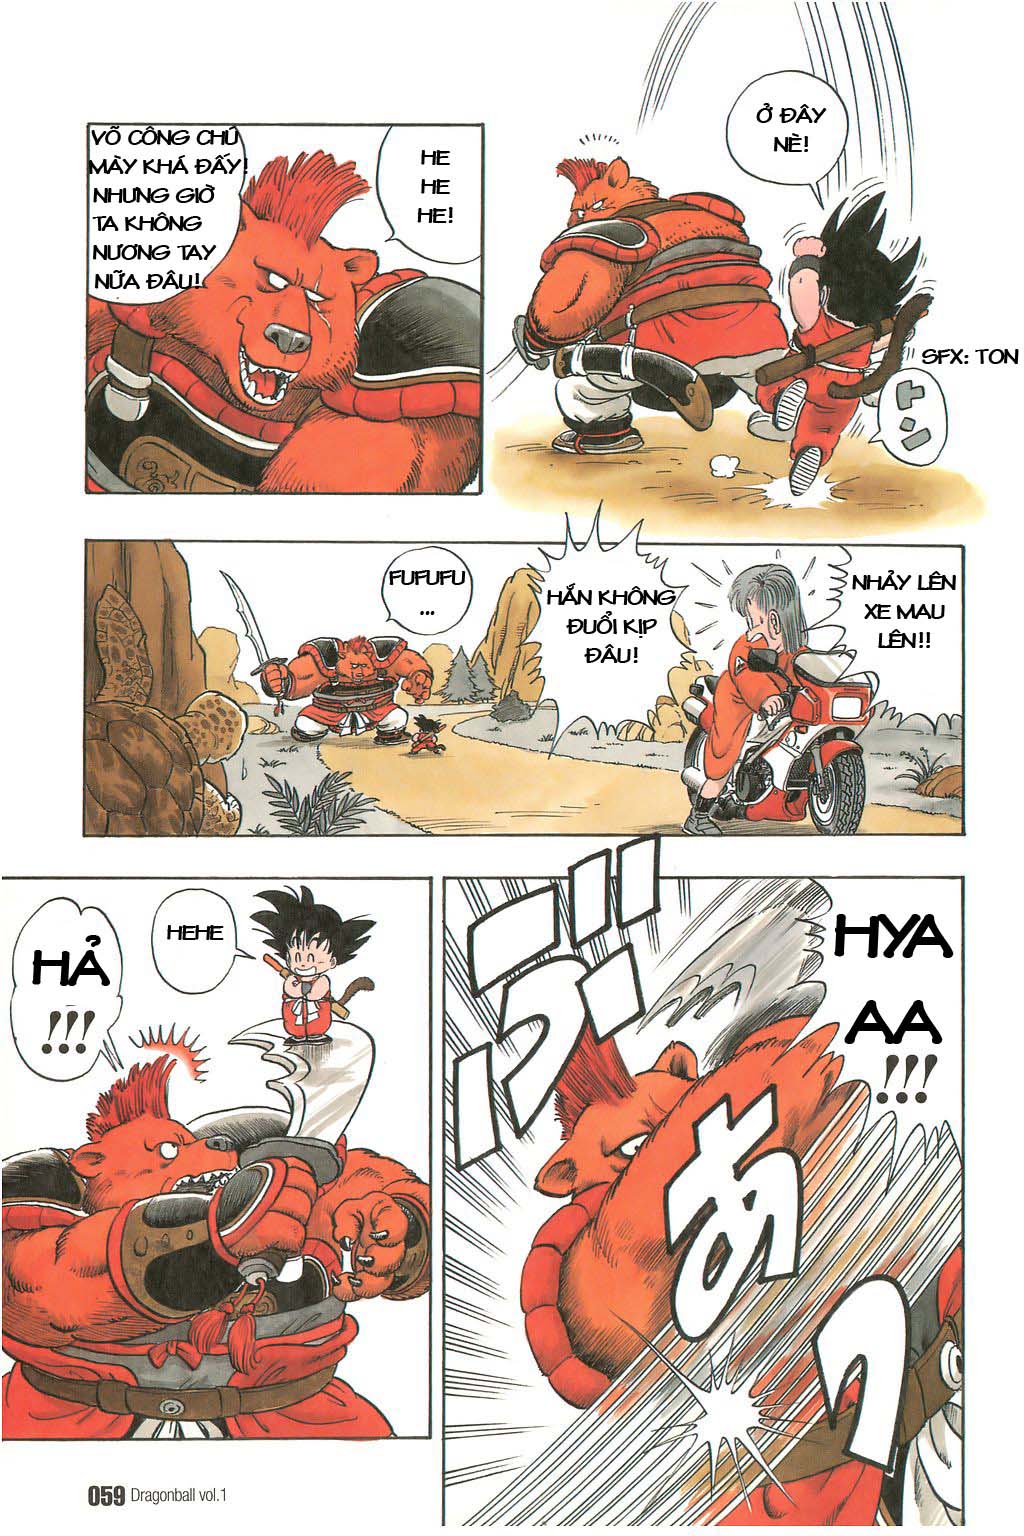 Ở ĐÂY
NÈ!
SFX: TON
トン
HE
HE
HE!
VÕ CÔNG CHÚ
MÀY KHÁ ĐẤY!
NHƯNG GIỜ
TA KHÔNG
NƯƠNG TAY
NỮA ĐÂU!
NHẢY LÊN
XE MAU
LÊN!!
HẮN KHÔNG
ĐUỔI KỊP
ĐÂU!
FUFUFU
...
HYA
AA
!!!
HEHE
HẢ
!!!
059 Dragonball vol.1